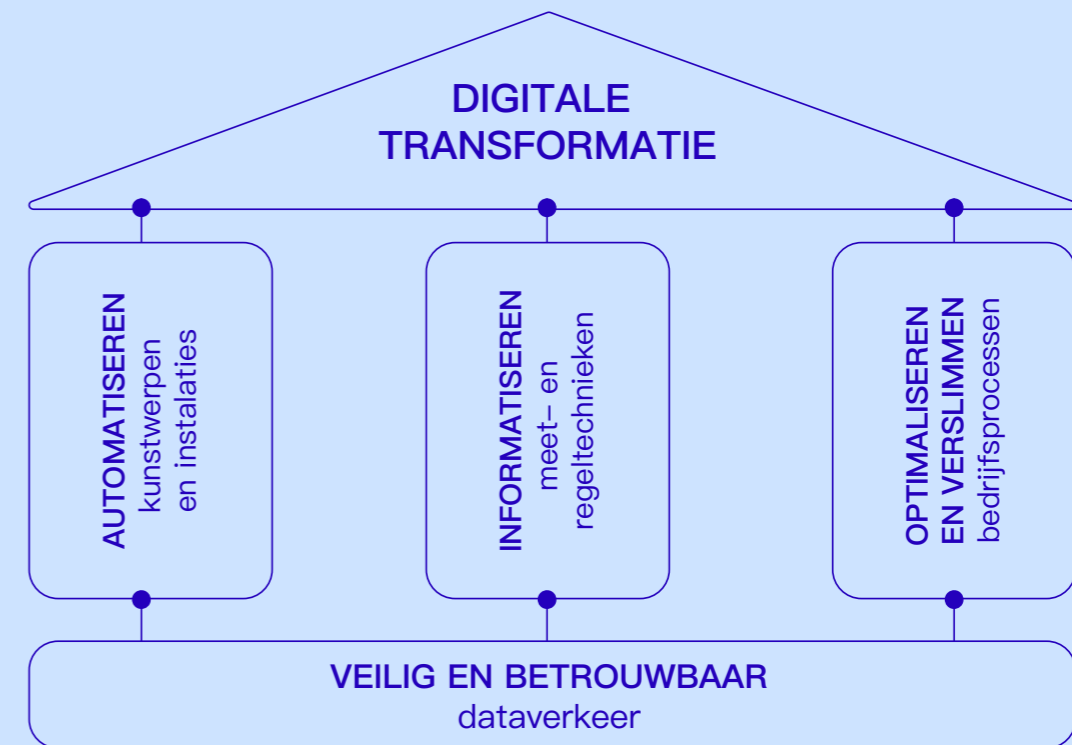 DIGITALE
TRANSFORMATIE
AUTOMATISEREN
kunstwerpen
en instalaties
INFORMATISEREN
meet- en
regeltechnieken
OPTIMALISEREN
EN VERSLIMMEN
bedrijfsprocessen
VEILIG EN BETROUWBAAR
dataverkeer